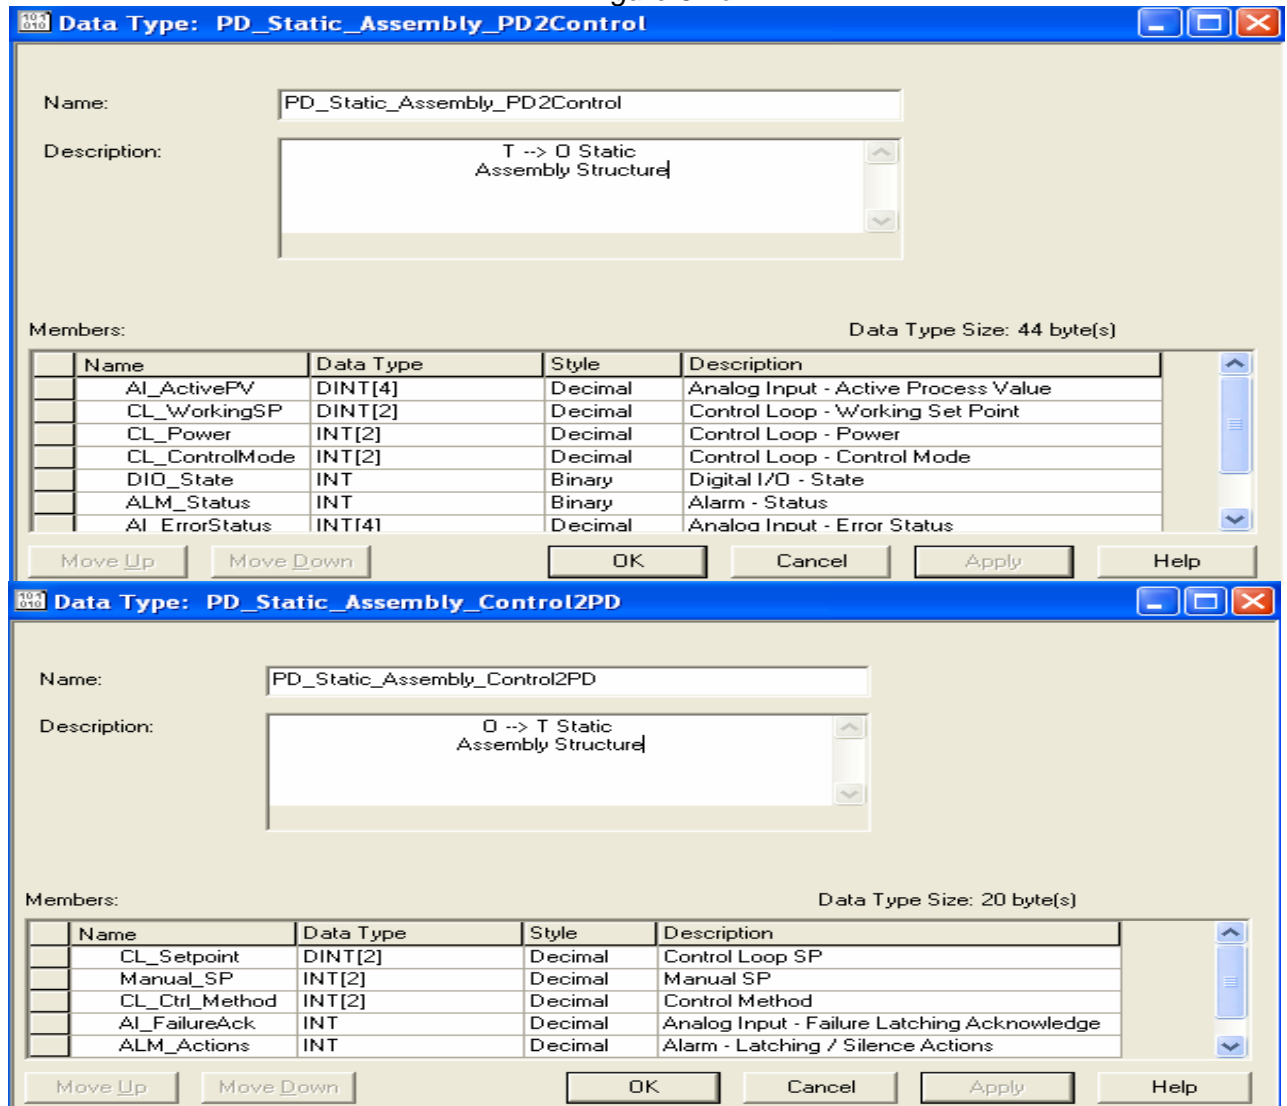 Data Type: PD_Static_Assembly_PD2Control
Name: PD_Static_Assembly_PD2Control
Description: T --> O Static
Assembly Structure
Members: Data Type Size: 44 byte(s)
Name Data Type Style Description
AI_ActivePV DINT[4] Decimal Analog Input - Active Process Value
CL_WorkingSP DINT[2] Decimal Control Loop - Working Set Point
CL_Power INT[2] Decimal Control Loop - Power
CL_ControlMode INT[2] Decimal Control Loop - Control Mode
DIO_State INT Binary Digital I/O - State
ALM_Status INT Binary Alarm - Status
AI_ErrorStatus INT[4] Decimal Analog Input - Error Status
Move Up Move Down OK Cancel Apply Help
Data Type: PD_Static_Assembly_Control2PD
Name: PD_Static_Assembly_Control2PD
Description: O --> T Static
Assembly Structure
Members: Data Type Size: 20 byte(s)
Name Data Type Style Description
CL_Setpoint DINT[2] Decimal Control Loop SP
Manual_SP INT[2] Decimal Manual SP
CL_Ctrl_Method INT[2] Decimal Control Method
AI_FailureAck INT Decimal Analog Input - Failure Latching Acknowledge
ALM_Actions INT Decimal Alarm - Latching / Silence Actions
Move Up Move Down OK Cancel Apply Help